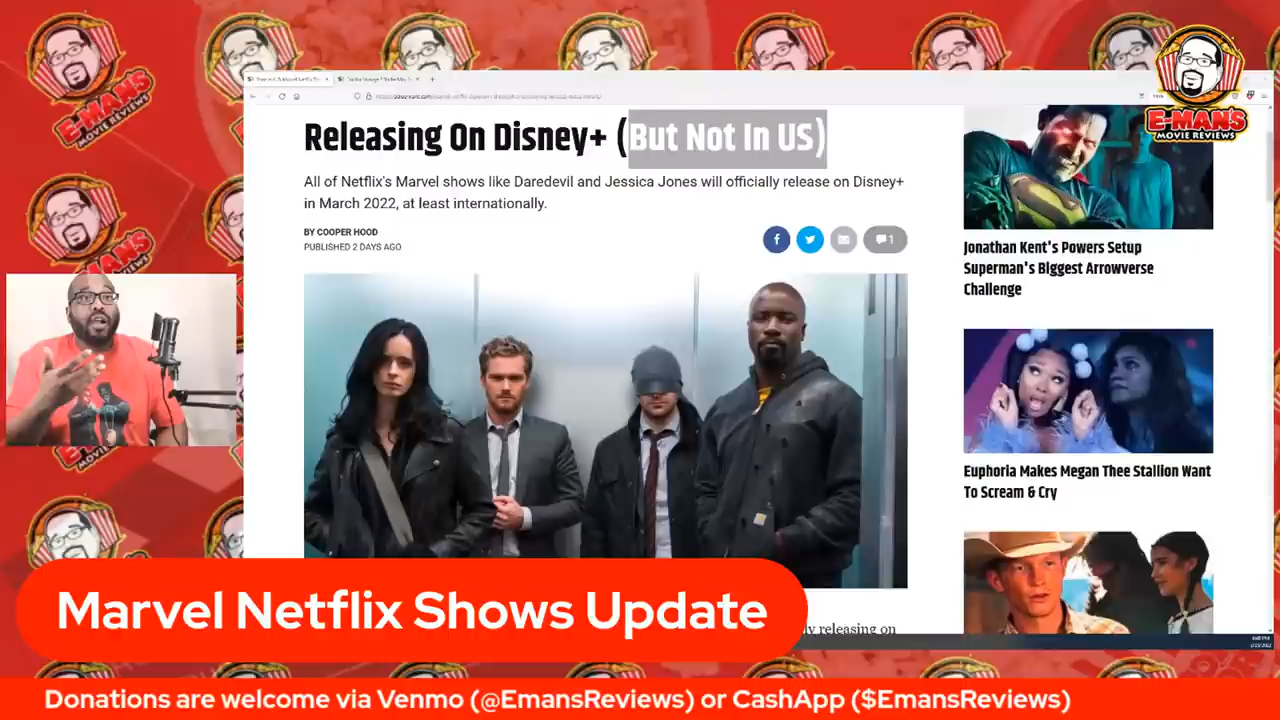 E-MANS
MOVIE REVIEWS
Releasing On Disney+ (But Not In US)
All of Netflix's Marvel shows like Daredevil and Jessica Jones will officially release on Disney+
in March 2022, at least internationally.
BY COOPER HOOD
PUBLISHED 2 DAYS AGO
1
Jonathan Kent's Powers Setup
Superman's Biggest Arrowverse
Challenge
Euphoria Makes Megan Thee Stallion Want
To Scream & Cry
releasing on
Marvel Netflix Shows Update
Donations are welcome via Venmo (@EmansReviews) or CashApp ($EmansReviews)